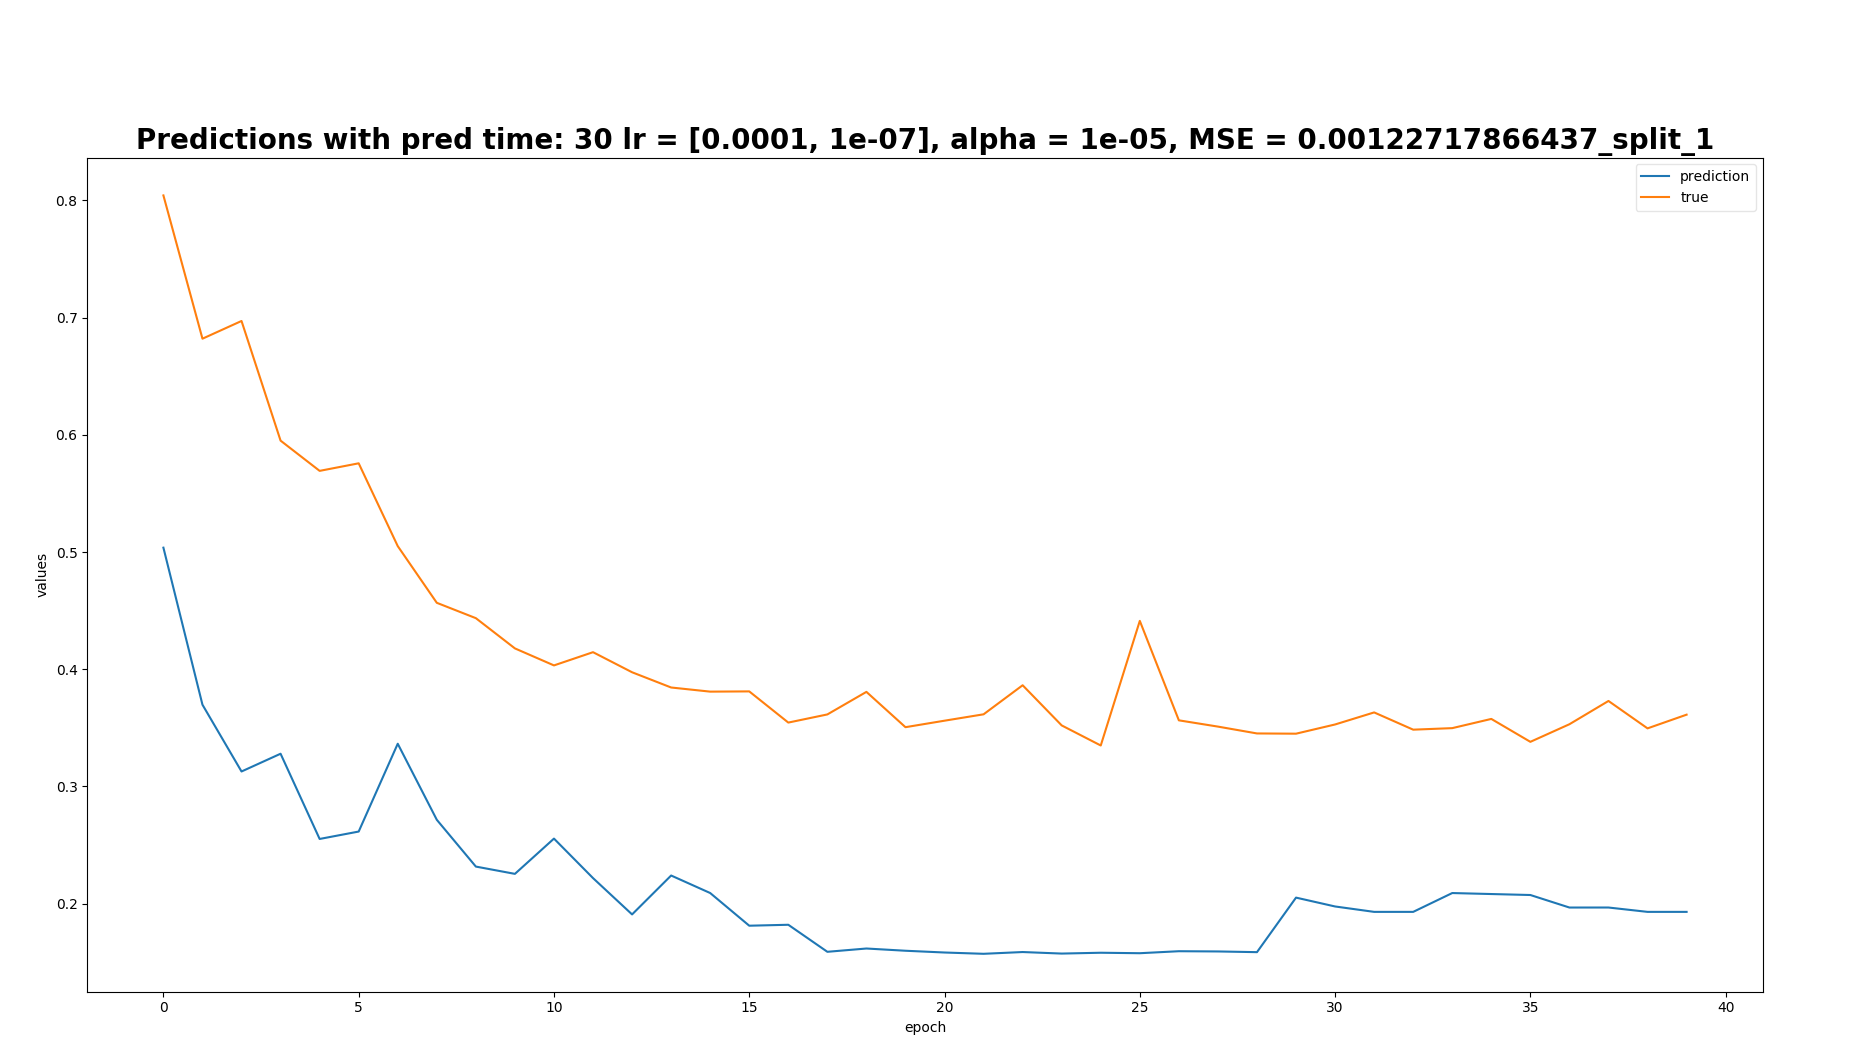 Predictions with pred time: 30 lr = [0.0001, 1e-07], alpha = 1e-05, MSE = 0.00122717866437_split_1
prediction
true
values
0.8
0.7
0.6
0.5
0.4
0.3
0.2
0 5 10 15 20 25 30 35 40
epoch